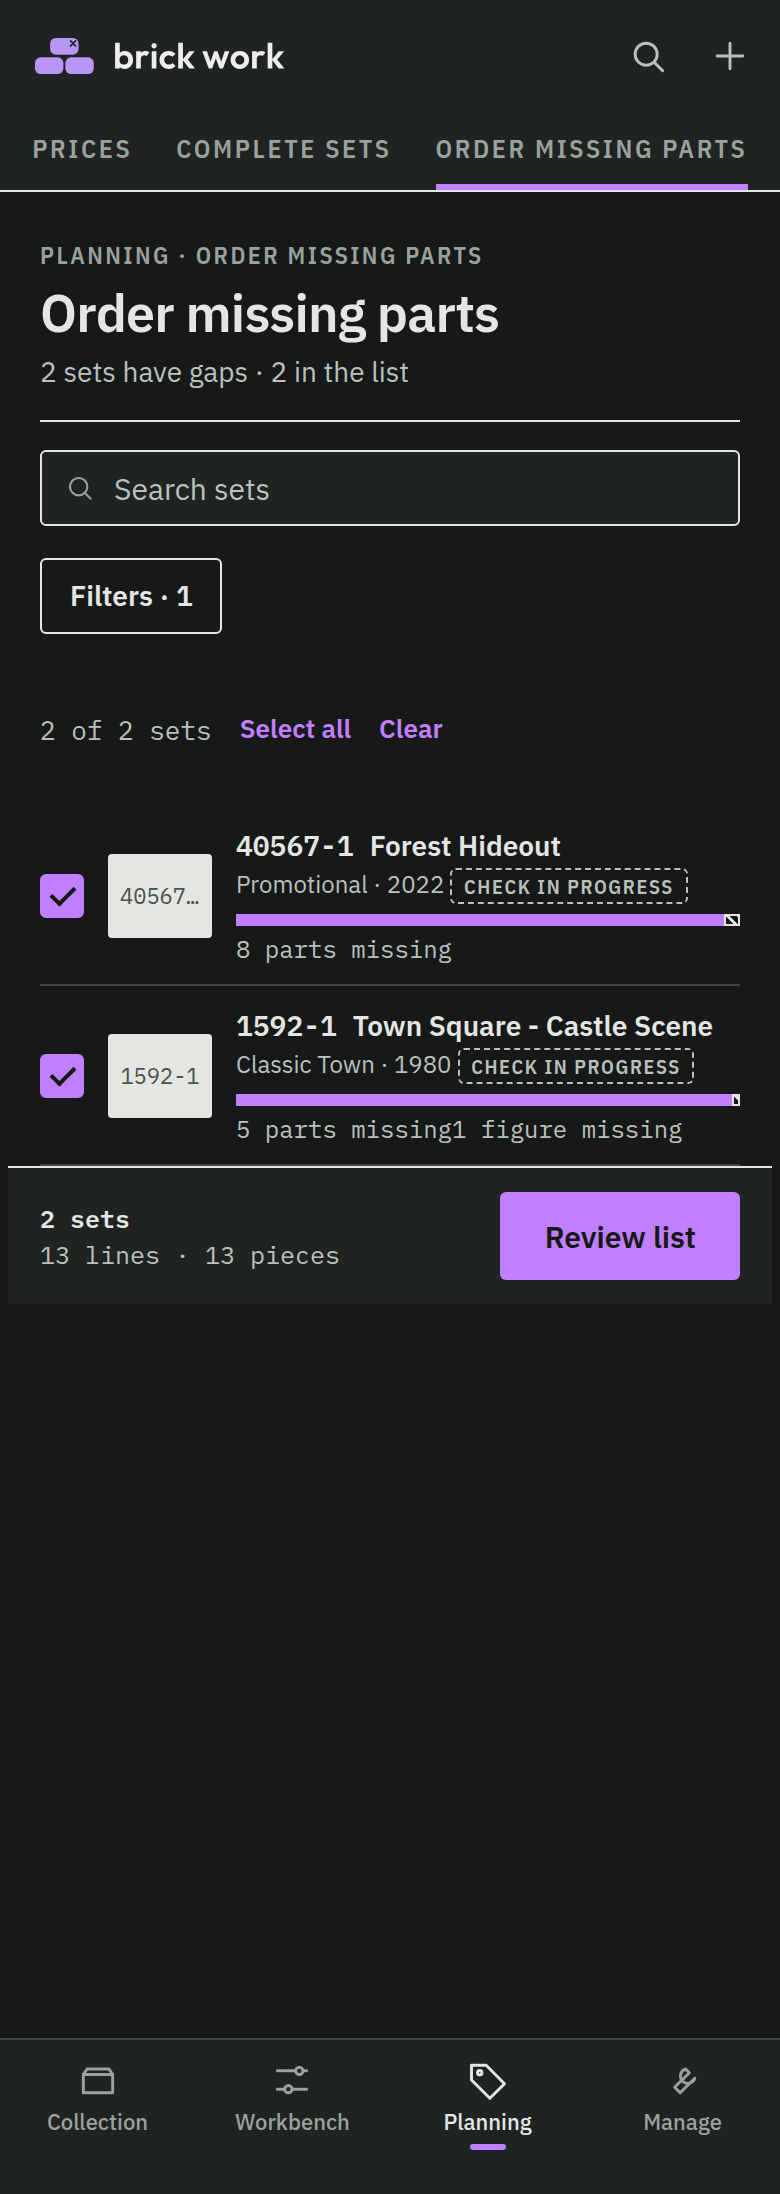 brick work
PRICES COMPLETE SETS ORDER MISSING PARTS
PLANNING · ORDER MISSING PARTS
Order missing parts
2 sets have gaps · 2 in the list
Search sets
Filters · 1
2 of 2 sets Select all Clear
40567-1 Forest Hideout
40567…
Promotional · 2022 CHECK IN PROGRESS
8 parts missing
1592-1 Town Square - Castle Scene
1592-1
Classic Town · 1980 CHECK IN PROGRESS
5 parts missing1 figure missing
2 sets
13 lines · 13 pieces
Review list
Collection Workbench Planning Manage